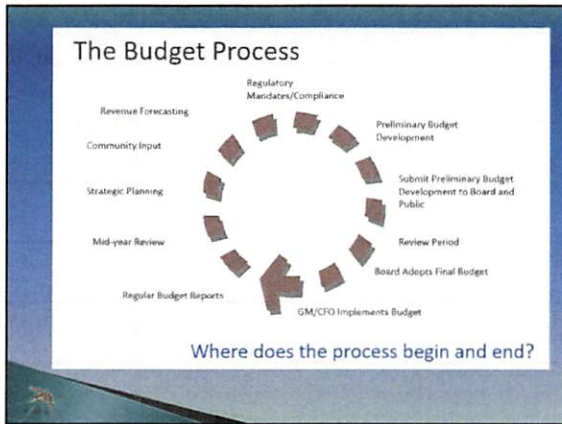 The Budget Process
Regulatory
Mandates/Compliance
Revenue Forecasting
Preliminary Budget
Development
Community Input
Submit Preliminary Budget
Development to Board and
Public
Strategic Planning
Mid-year Review
Review Period
Board Adopts Final Budget
Regular Budget Reports
GM/CFO Implements Budget
Where does the process begin and end?